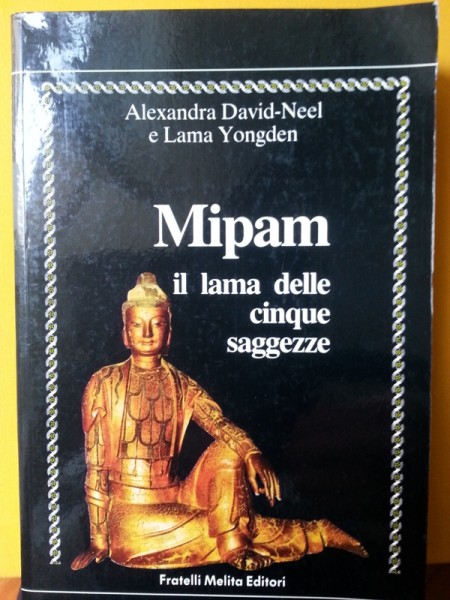 Alexandra David-Neel
e Lama Yongden
Mipam
il lama delle
cinque
saggezze
Fratelli Melita Editori